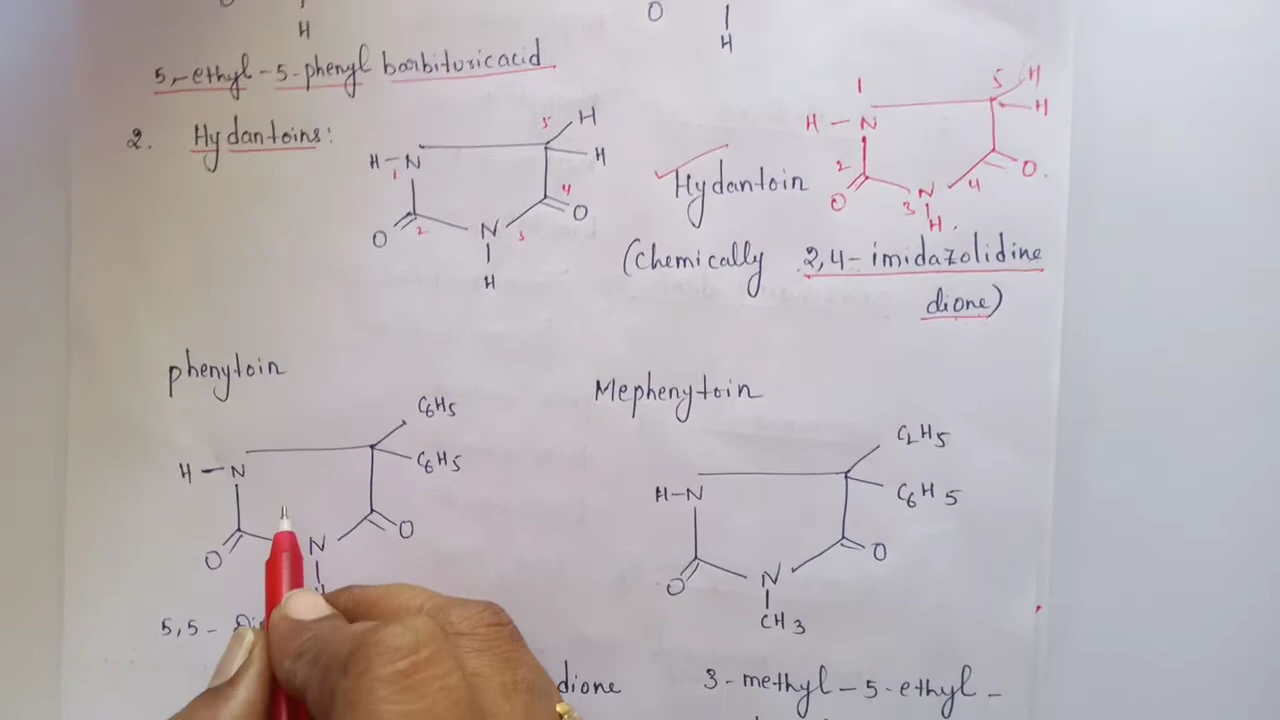 O H O H
5,-ethyl-5-phenyl barbituric acid
2. Hydantoins:
H-N 1 2 3 4 5 H H O O N H
Hydantoin
1 2 3 4 5 H-N H H O O N H.
(Chemically 2,4-imidazolidine
dione)
phenytoin
C6H5
C6H5
H-N
O
O
N
Mephenytoin
C2H5
C6H5
H-N
O
O
N
CH3
5,5-
dione
3-methyl-5-ethyl-